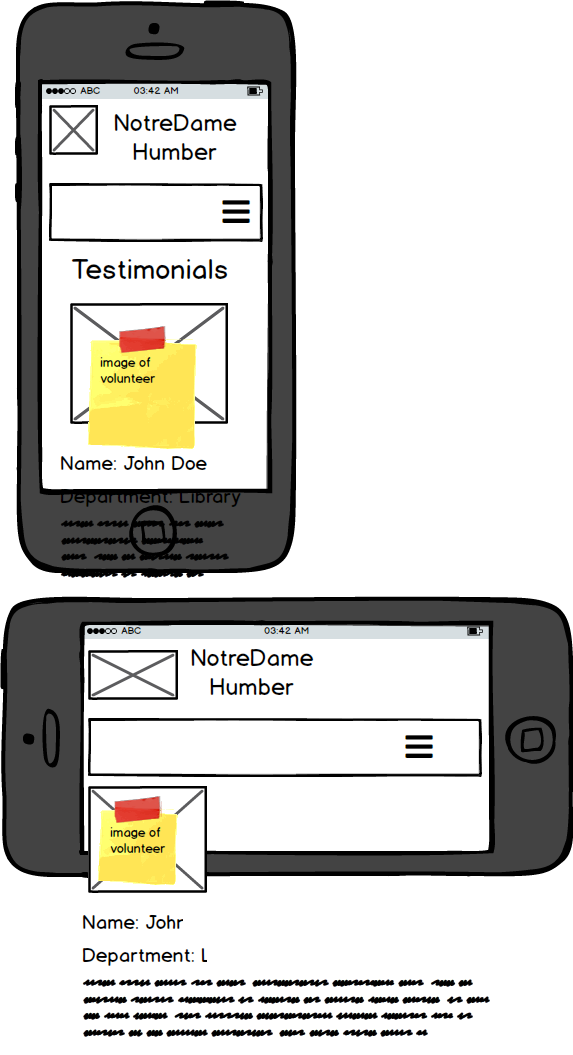 ABC 03:42 AM
NotreDame
Humber
Testimonials
image of
volunteer
Name: John Doe
Department: Library
ABC 03:42 AM
NotreDame
Humber
image of
volunteer
Name: Johr
Department: L